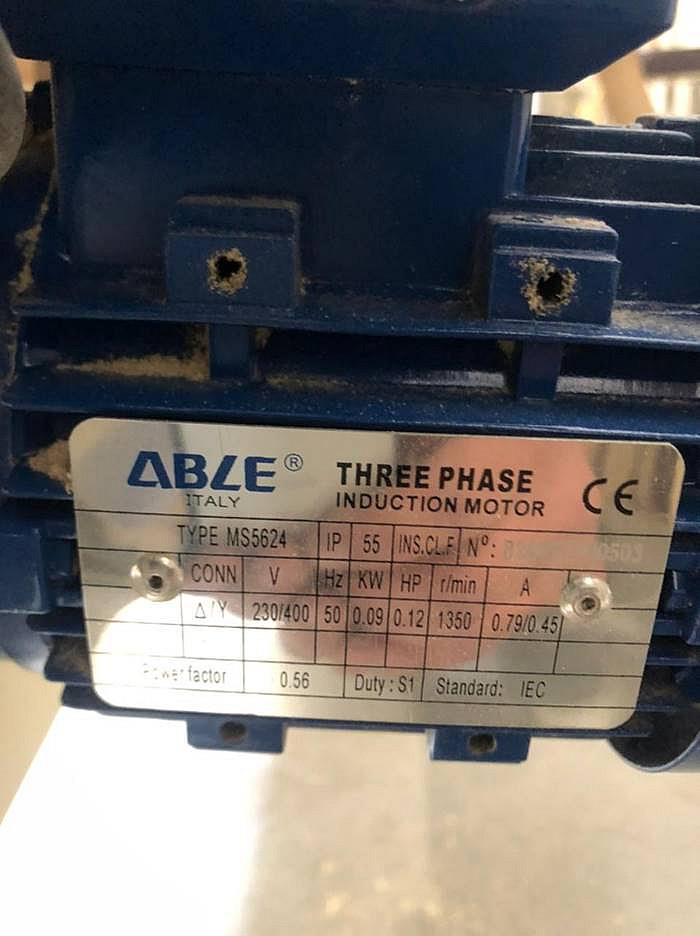 ABLE® THREE PHASE CE
ITALY INDUCTION MOTOR
TYPE MS5624 IP 55 INS.CL.F Nº:
CONN V Hz KW HP r/min A
Δ/Y 230/400 50 0.09 0.12 1350 0.79/0.45
Power factor 0.56 Duty: S1 Standard: IEC